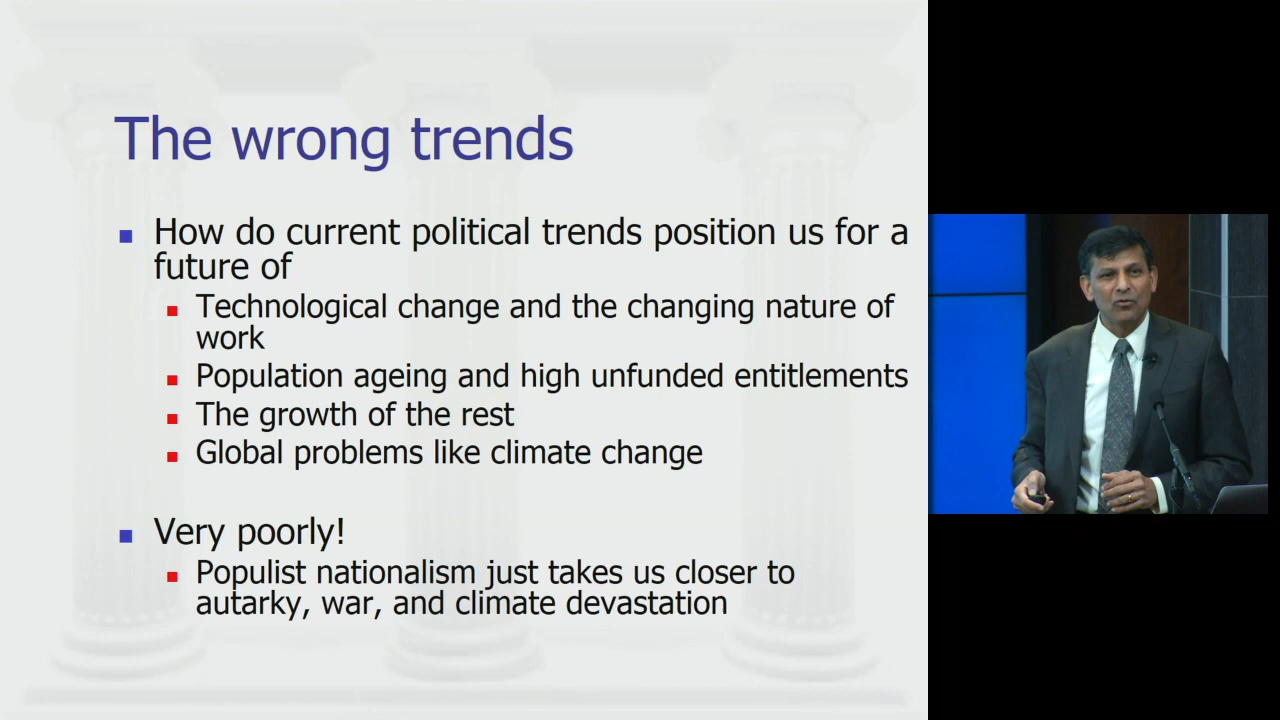 The wrong trends
How do current political trends position us for a
future of
Technological change and the changing nature of
work
Population ageing and high unfunded entitlements
The growth of the rest
Global problems like climate change
Very poorly!
Populist nationalism just takes us closer to
autarky, war, and climate devastation